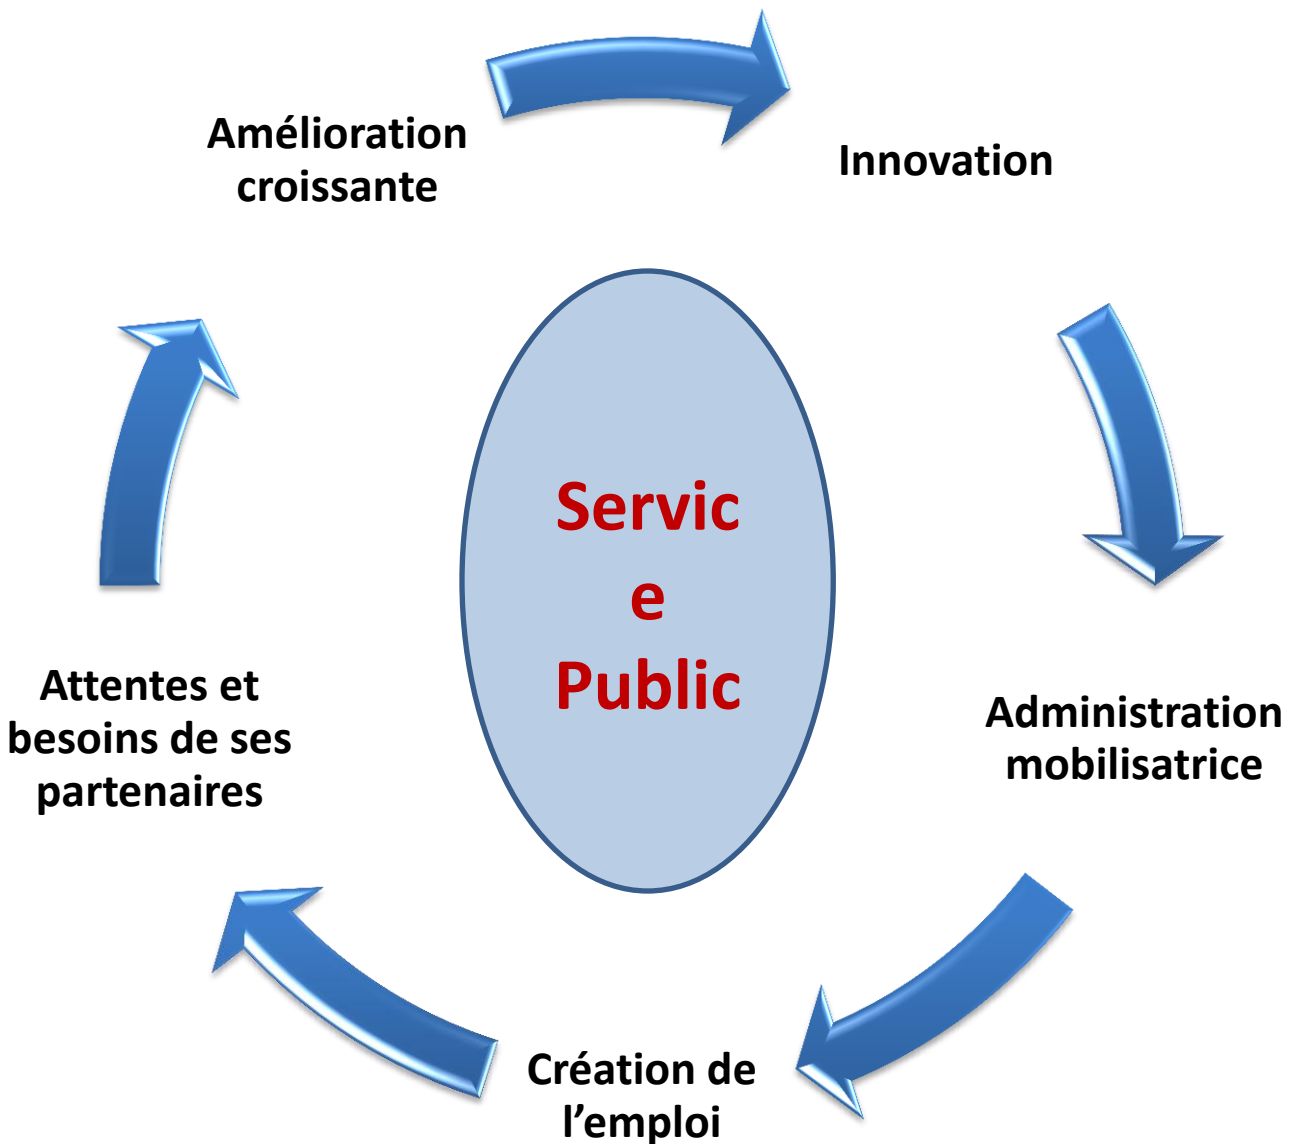 Amélioration
croissante
Innovation
Servic
e
Public
Attentes et
besoins de ses
partenaires
Administration
mobilisatrice
Création de
l’emploi